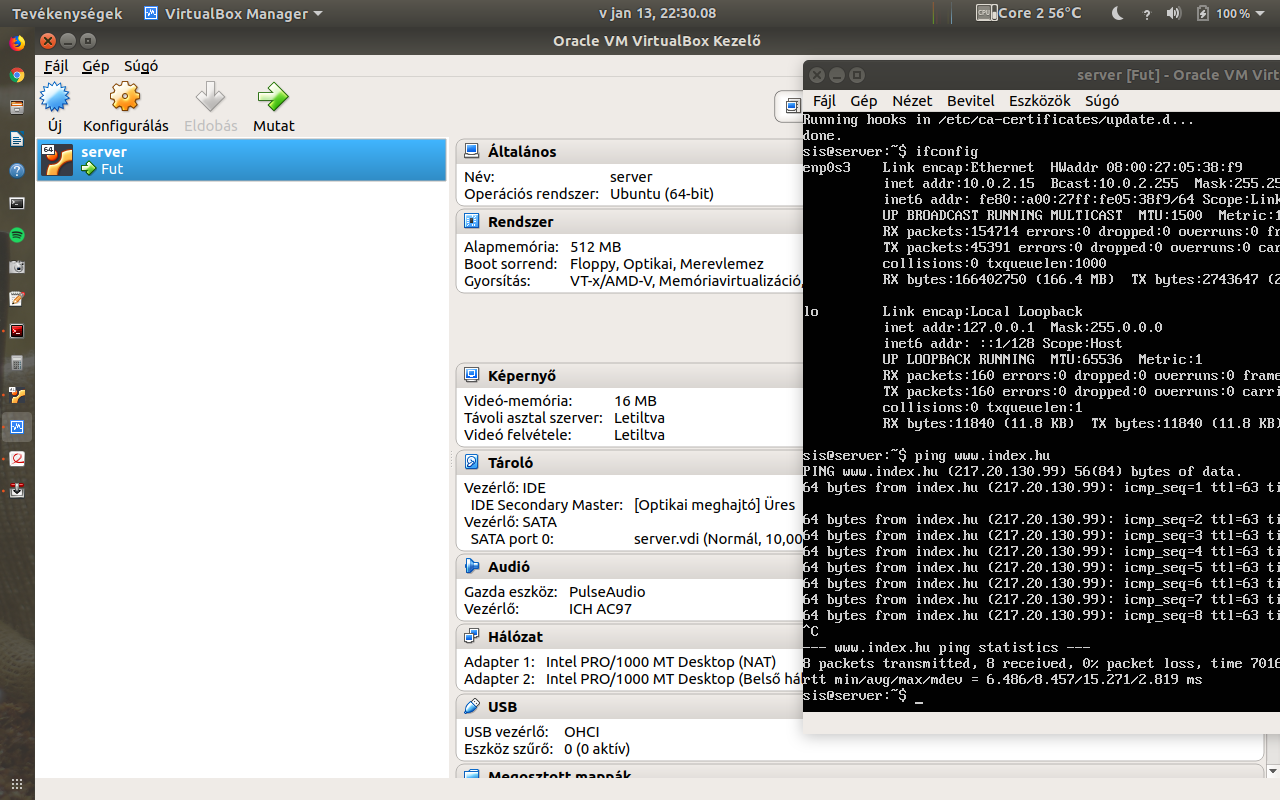 Tevékenységek VirtualBox Manager v jan 13, 22:30.08 Core 2 56°C ? 100 %
Oracle VM VirtualBox Kezelő
Fájl Gép Súgó
Új Konfigurálás Eldobás Mutat
64 server
Fut
Általános
Név: server
Operációs rendszer: Ubuntu (64-bit)
Rendszer
Alapmemória: 512 MB
Boot sorrend: Floppy, Optikai, Merevlemez
Gyorsítás: VT-x/AMD-V, Memóriavirtualizáció,
Képernyő
Videó-memória: 16 MB
Távoli asztal szerver: Letiltva
Videó felvétele: Letiltva
Tároló
Vezérlő: IDE
IDE Secondary Master: [Optikai meghajtó] Üres
Vezérlő: SATA
SATA port 0: server.vdi (Normál, 10,00
Audió
Gazda eszköz: PulseAudio
Vezérlő: ICH AC97
Hálózat
Adapter 1: Intel PRO/1000 MT Desktop (NAT)
Adapter 2: Intel PRO/1000 MT Desktop (Belső há
USB
USB vezérlő: OHCI
Eszköz szűrő: 0 (0 aktív)
Megosztott mappák
server [Fut] - Oracle VM Virt
Fájl Gép Nézet Bevitel Eszközök Súgó
Running hooks in /etc/ca-certificates/update.d...
done.
sis@server:~$ ifconfig
enp0s3 Link encap:Ethernet HWaddr 08:00:27:05:38:f9
inet addr:10.0.2.15 Bcast:10.0.2.255 Mask:255.25
inet6 addr: fe80::a00:27ff:fe05:38f9/64 Scope:Link
UP BROADCAST RUNNING MULTICAST MTU:1500 Metric:1
RX packets:154714 errors:0 dropped:0 overruns:0 fr
TX packets:45391 errors:0 dropped:0 overruns:0 car
collisions:0 txqueuelen:1000
RX bytes:166402750 (166.4 MB) TX bytes:2743647 (2
lo Link encap:Local Loopback
inet addr:127.0.0.1 Mask:255.0.0.0
inet6 addr: ::1/128 Scope:Host
UP LOOPBACK RUNNING MTU:65536 Metric:1
RX packets:160 errors:0 dropped:0 overruns:0 frame
TX packets:160 errors:0 dropped:0 overruns:0 carri
collisions:0 txqueuelen:1
RX bytes:11840 (11.8 KB) TX bytes:11840 (11.8 KB)
sis@server:~$ ping www.index.hu
PING www.index.hu (217.20.130.99) 56(84) bytes of data.
64 bytes from index.hu (217.20.130.99): icmp_seq=1 ttl=63 ti
64 bytes from index.hu (217.20.130.99): icmp_seq=2 ttl=63 ti
64 bytes from index.hu (217.20.130.99): icmp_seq=3 ttl=63 ti
64 bytes from index.hu (217.20.130.99): icmp_seq=4 ttl=63 ti
64 bytes from index.hu (217.20.130.99): icmp_seq=5 ttl=63 ti
64 bytes from index.hu (217.20.130.99): icmp_seq=6 ttl=63 ti
64 bytes from index.hu (217.20.130.99): icmp_seq=7 ttl=63 ti
64 bytes from index.hu (217.20.130.99): icmp_seq=8 ttl=63 ti
^C
--- www.index.hu ping statistics ---
8 packets transmitted, 8 received, 0% packet loss, time 7016
rtt min/avg/max/mdev = 6.486/8.457/15.271/2.819 ms
sis@server:~$ _